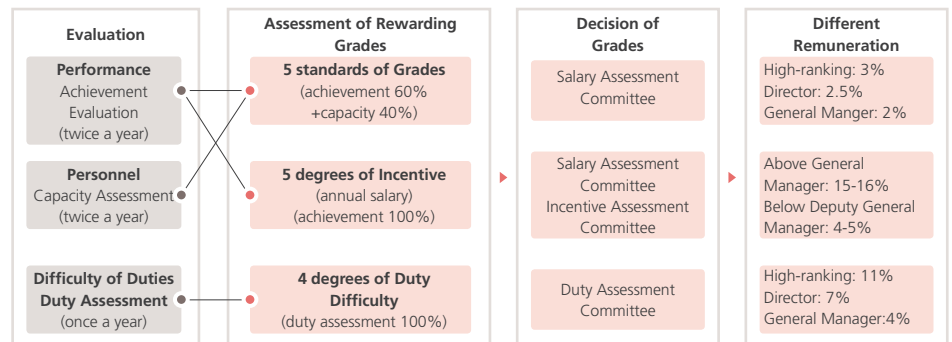 Evaluation
Performance
Achievement
Evaluation
(twice a year)
Personnel
Capacity Assessment
(twice a year)
Difficulty of Duties
Duty Assessment
(once a year)
Assessment of Rewarding
Grades
5 standards of Grades
(achievement 60%
+capacity 40%)
5 degrees of Incentive
(annual salary)
(achievement 100%)
4 degrees of Duty
Difficulty
(duty assessment 100%)
Decision of
Grades
Salary Assessment
Committee
Salary Assessment
Committee
Incentive Assessment
Committee
Duty Assessment
Committee
Different
Remuneration
High-ranking: 3%
Director: 2.5%
General Manger: 2%
Above General
Manager: 15-16%
Below Deputy General
Manager: 4-5%
High-ranking: 11%
Director: 7%
General Manager:4%